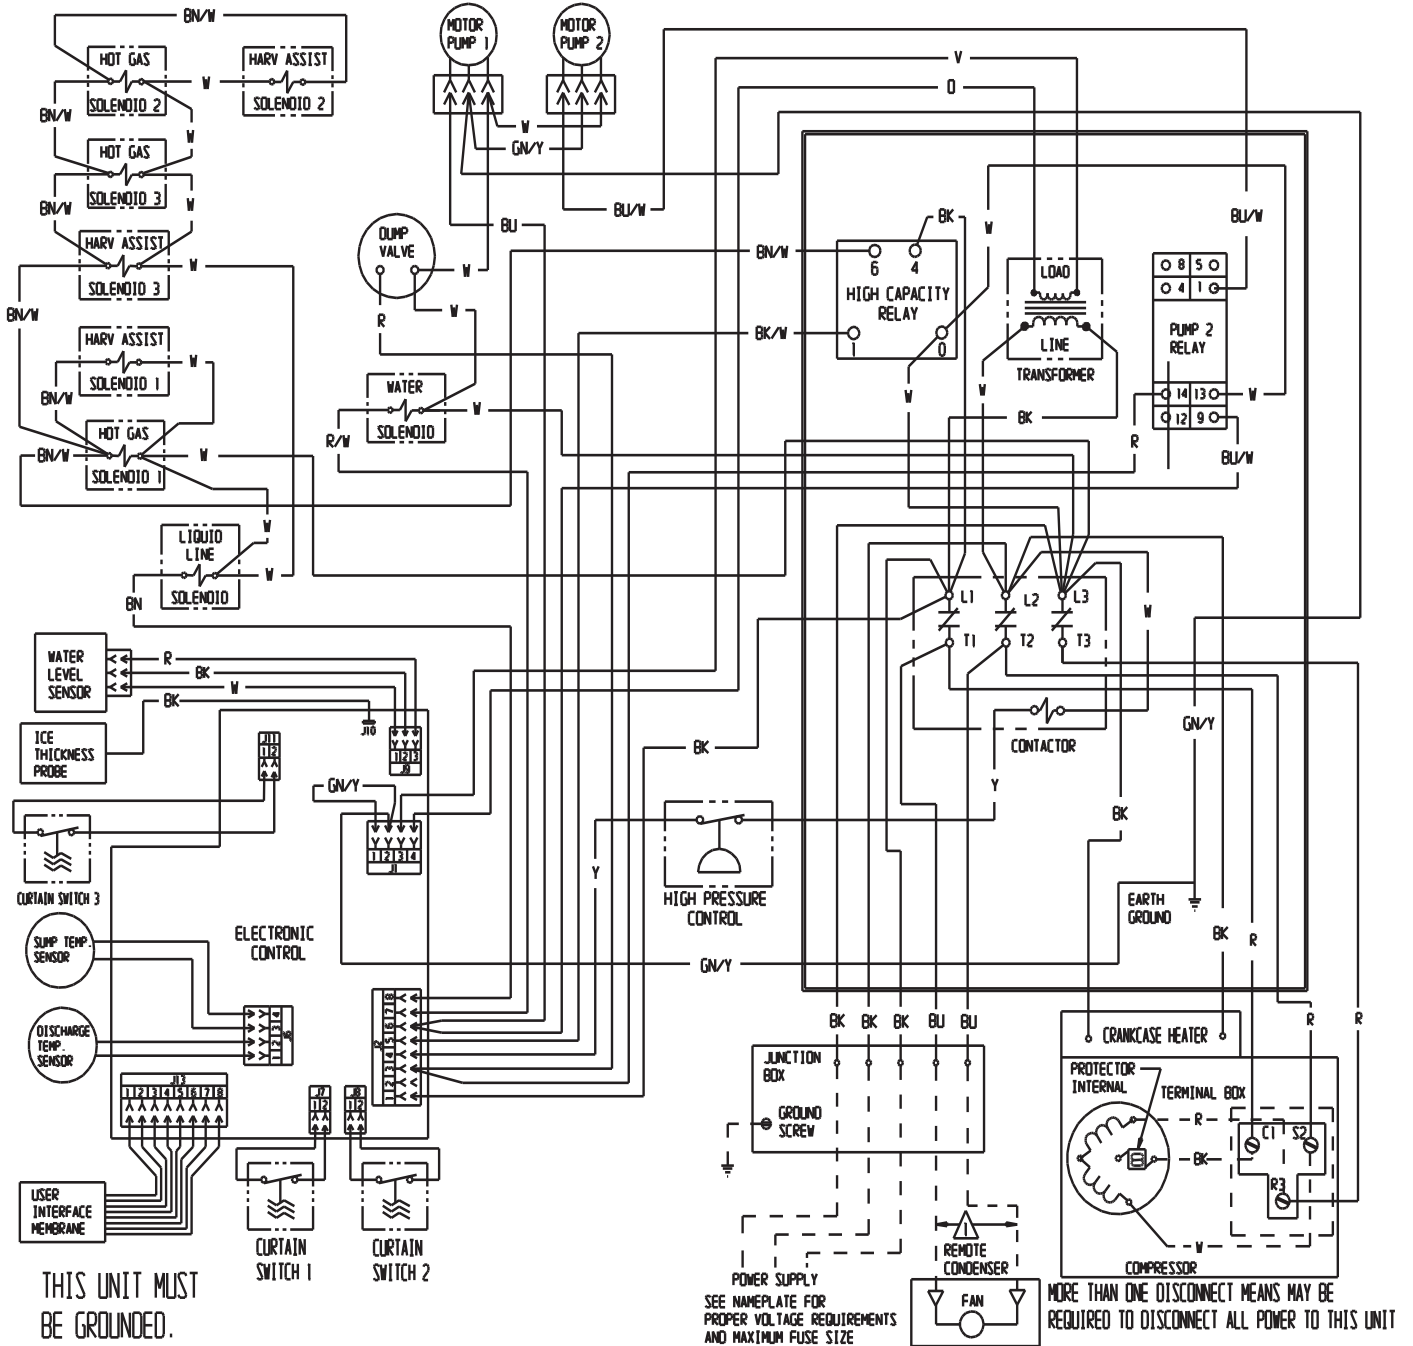 BN/W
HOT GAS
SOLENOID 2
W
HARV ASSIST
SOLENOID 2
BN/W
W
HOT GAS
SOLENOID 3
BN/W
W
HARV ASSIST
SOLENOID 3
W
BN/W
HARV ASSIST
SOLENOID 1
W
BN/W
HOT GAS
SOLENOID 1
BN/W
W
W
LIQUID
LINE
SOLENOID
W
BN
MOTOR
PUMP 1
MOTOR
PUMP 2
W
GN/Y
BU/W
BU
DUMP
VALVE
W
W
R
WATER
SOLENOID
W
R/W
V
O
BN/W
BK/W
BK
W
6
4
HIGH CAPACITY
RELAY
1
0
W
W
LOAD
LINE
TRANSFORMER
BK
BU/W
8
5
4
1
PUMP 2
RELAY
14
13
12
9
W
R
BU/W
L1
L2
L3
T1
T2
T3
W
CONTACTOR
Y
BK
GN/Y
BK
R
EARTH
GROUND
WATER
LEVEL
SENSOR
R
BK
W
BK
ICE
THICKNESS
PROBE
J10
J11
1 2
1 2 3
J9
GN/Y
1 2 3 4
J1
CURTAIN SWITCH 3
SUMP TEMP.
SENSOR
DISCHARGE
TEMP.
SENSOR
ELECTRONIC
CONTROL
4
3
2
1
J6
8
7
6
5
4
3
2
1
J2
J13
1 2 3 4 5 6 7 8
J7
1 2
J8
1 2
USER
INTERFACE
MEMBRANE
CURTAIN
SWITCH 1
CURTAIN
SWITCH 2
THIS UNIT MUST
BE GROUNDED.
BK
Y
HIGH PRESSURE
CONTROL
GN/Y
BK
BK
BK
BU
BU
R
R
JUNCTION
BOX
GROUND
SCREW
CRANKCASE HEATER
PROTECTOR
INTERNAL
TERMINAL BOX
R
BK
W
C1
S2
R3
COMPRESSOR
1
REMOTE
CONDENSER
FAN
POWER SUPPLY
SEE NAMEPLATE FOR
PROPER VOLTAGE REQUIREMENTS
AND MAXIMUM FUSE SIZE
MORE THAN ONE DISCONNECT MEANS MAY BE
REQUIRED TO DISCONNECT ALL POWER TO THIS UNIT